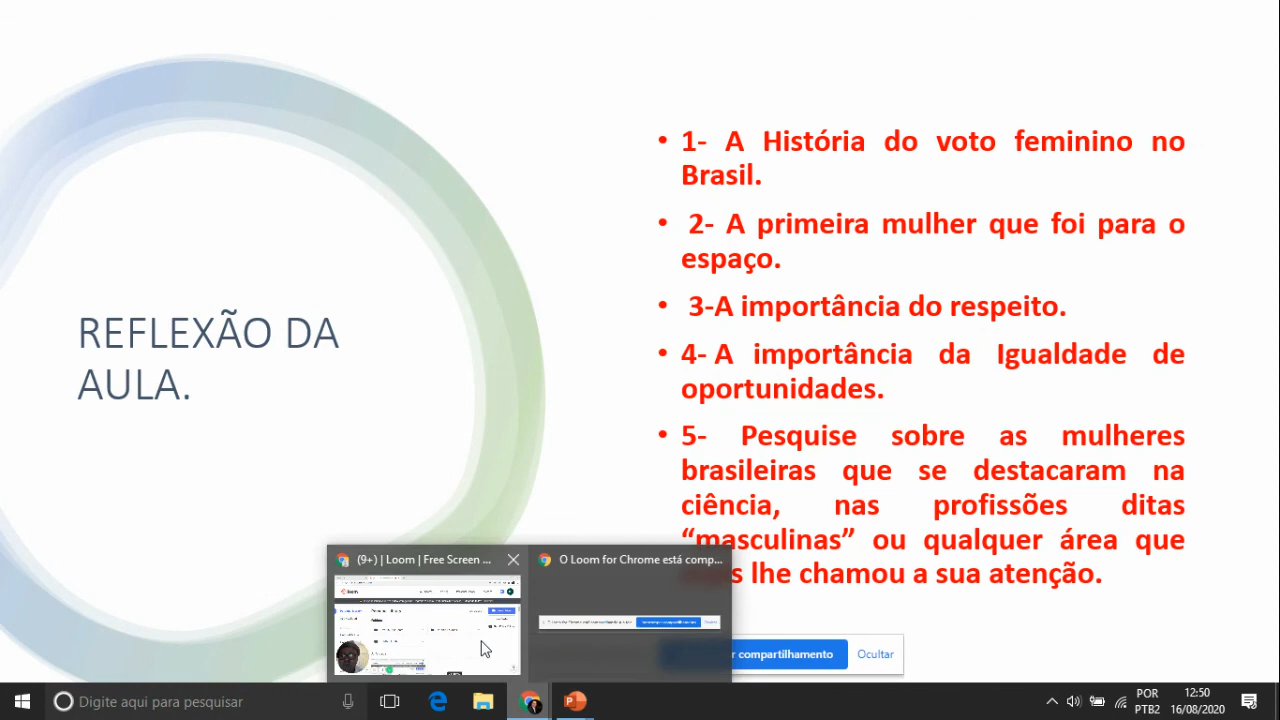 REFLEXÃO DA
AULA.
• 1- A História do voto feminino no
Brasil.
• 2- A primeira mulher que foi para o
espaço.
• 3-A importância do respeito.
• 4- A importância da Igualdade de
oportunidades.
• 5- Pesquise sobre as mulheres
brasileiras que se destacaram na
ciência, nas profissões ditas
“masculinas” ou qualquer área que
lhe chamou a sua atenção.
(9+) | Loom | Free Screen ...
O Loom for Chrome está comp...
compartilhamento
Ocultar
Digite aqui para pesquisar
POR
PTB2
12:50
16/08/2020